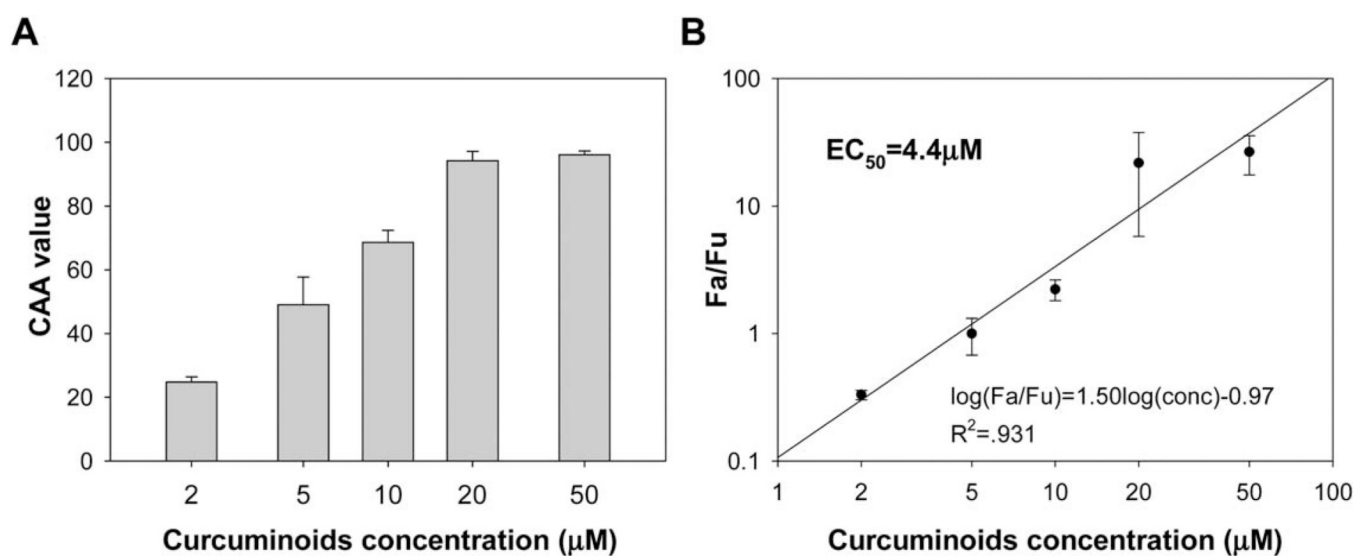 A
CAA value
120
100
80
60
40
20
0
2 5 10 20 50
Curcuminoids concentration (μM)
B
Fa/Fu
100
10
1
0.1
EC50=4.4μM
log(Fa/Fu)=1.50log(conc)-0.97
R2=.931
1 2 5 10 20 50 100
Curcuminoids concentration (μM)